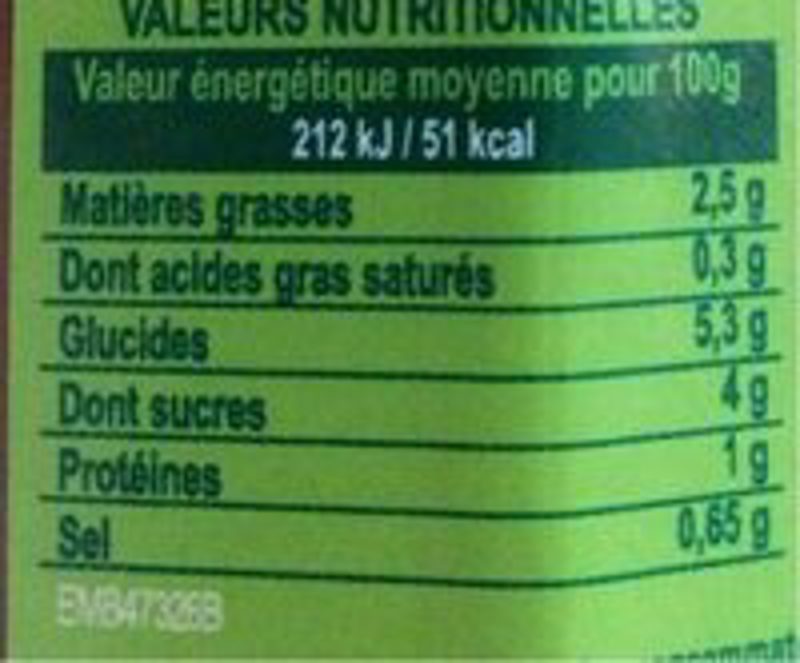 VALEURS NUTRITIONNELLES
Valeur énergétique moyenne pour 100g
212 kJ / 51 kcal
Matières grasses 2,5 g
Dont acides gras saturés 0,3 g
Glucides 5,3 g
Dont sucres 4 g
Protéines 1 g
Sel 0,65 g
EMB47326B